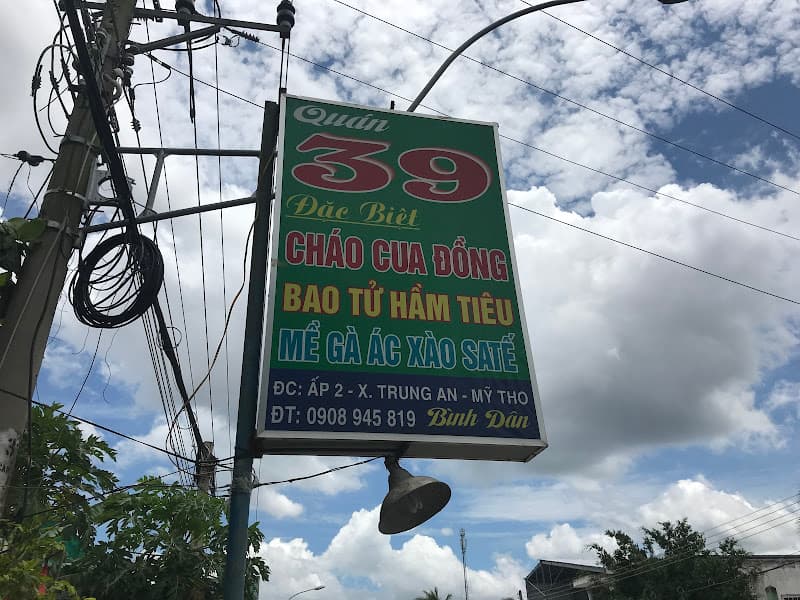 Quán
39
Đặc Biệt
CHÁO CUA ĐỒNG
BAO TỬ HẦM TIÊU
MỀ GÀ ÁC XÀO SATẾ
ĐC: ẤP 2 - X. TRUNG AN - MỸ THO
ĐT: 0908 945 819 Bình Dân